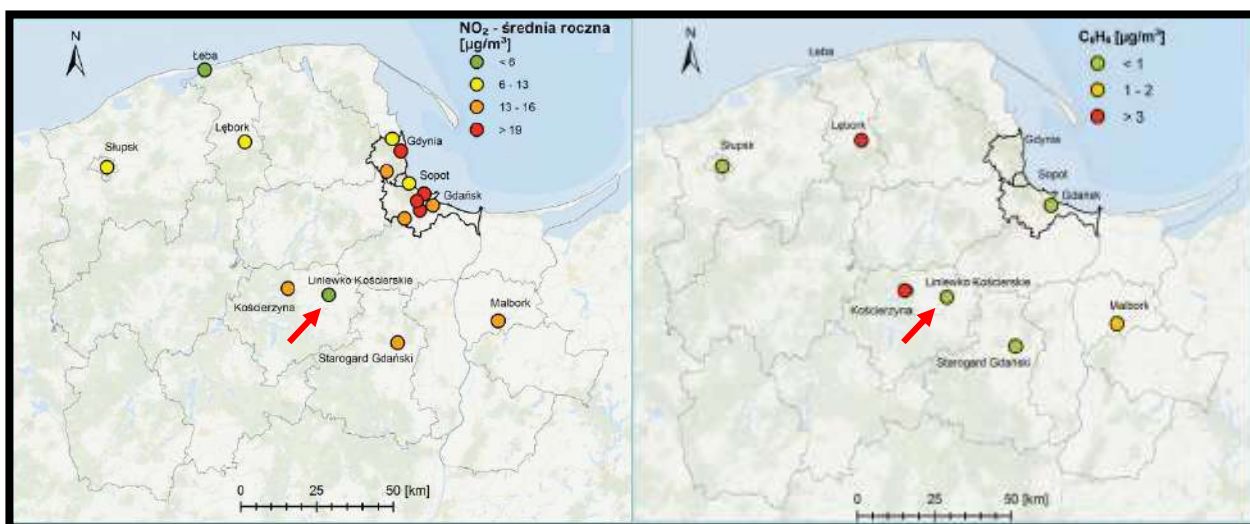 N
NO₂ - średnia roczna
[µg/m³]
< 6
6 - 13
13 - 16
> 19
Łeba
Lębork
Słupsk
Gdynia
Sopot
Gdańsk
Liniewko Kościerskie
Kościerzyna
Malbork
Starogard Gdański
0 25 50 [km]
N
C₆H₆ [µg/m³]
< 1
1 - 2
> 3
Łeba
Lębork
Słupsk
Gdynia
Sopot
Gdańsk
Liniewko Kościerskie
Kościerzyna
Malbork
Starogard Gdański
0 25 50 [km]